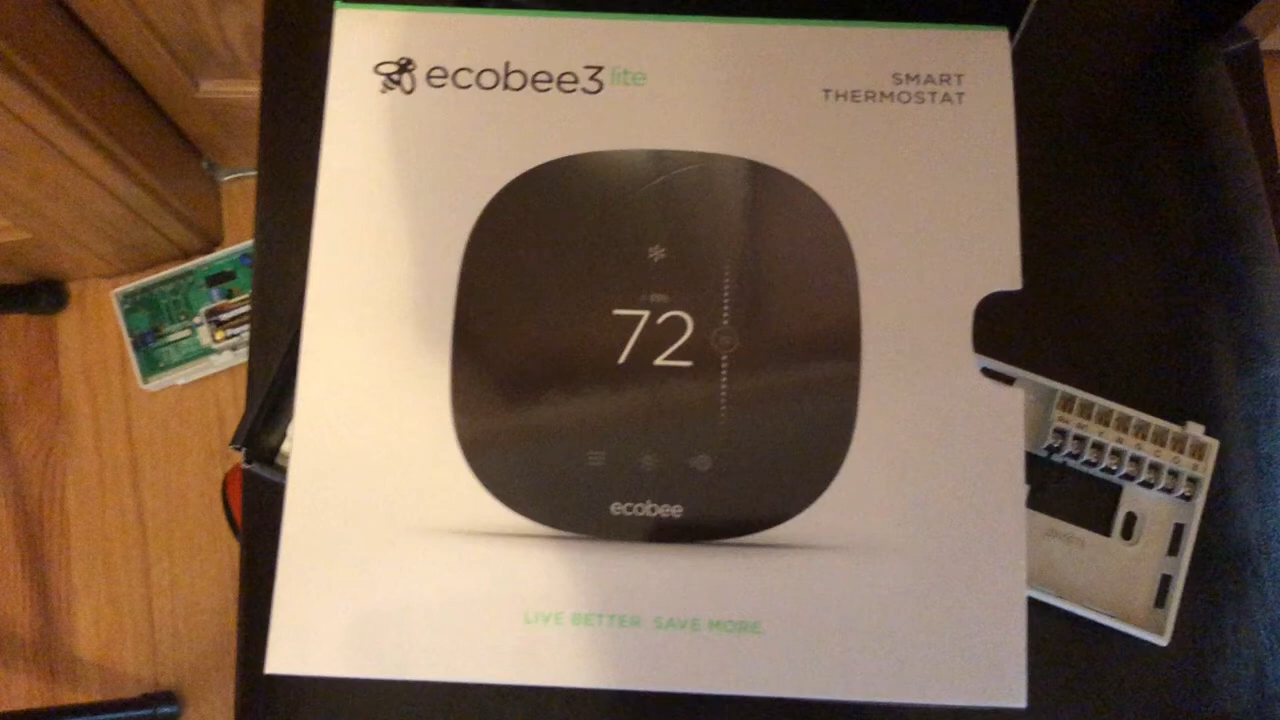 ecobee3 lite
SMART
THERMOSTAT
72
ecobee
LIVE BETTER. SAVE MORE.